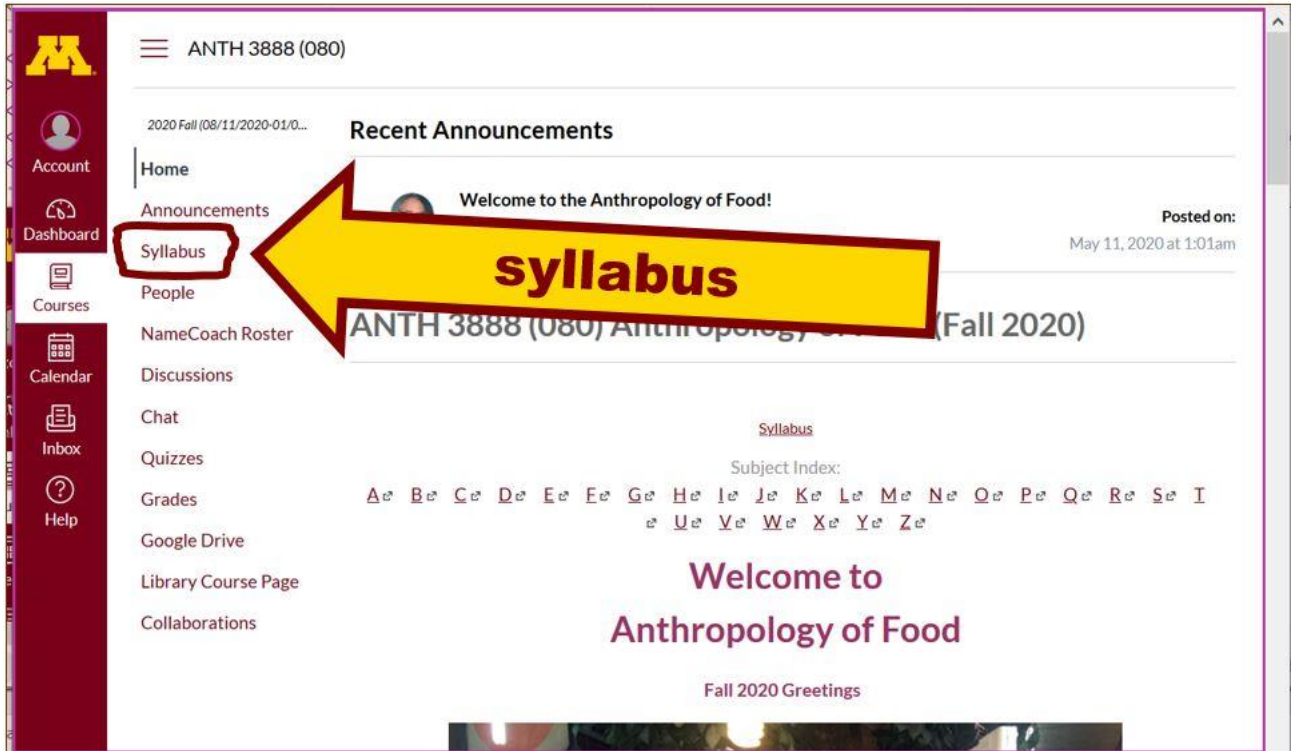 M
ANTH 3888 (080)
Account
Dashboard
Courses
Calendar
Inbox
Help
2020 Fall (08/11/2020-01/0...
Home
Announcements
Syllabus
People
NameCoach Roster
Discussions
Chat
Quizzes
Grades
Google Drive
Library Course Page
Collaborations
Recent Announcements
Welcome to the Anthropology of Food!
Posted on:
May 11, 2020 at 1:01am
syllabus
ANTH 3888 (080) Anthropology (Fall 2020)
Syllabus
Subject Index:
A B C D E F G H I J K L M N O P Q R S T
U V W X Y Z
Welcome to
Anthropology of Food
Fall 2020 Greetings